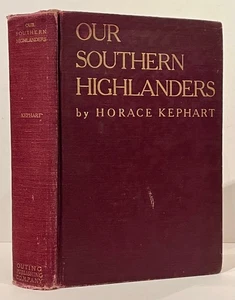 OUR
SOUTHERN
HIGHLANDERS
KEPHART
OUTING
PUBLISHING
COMPANY
OUR
SOUTHERN
HIGHLANDERS
by HORACE KEPHART